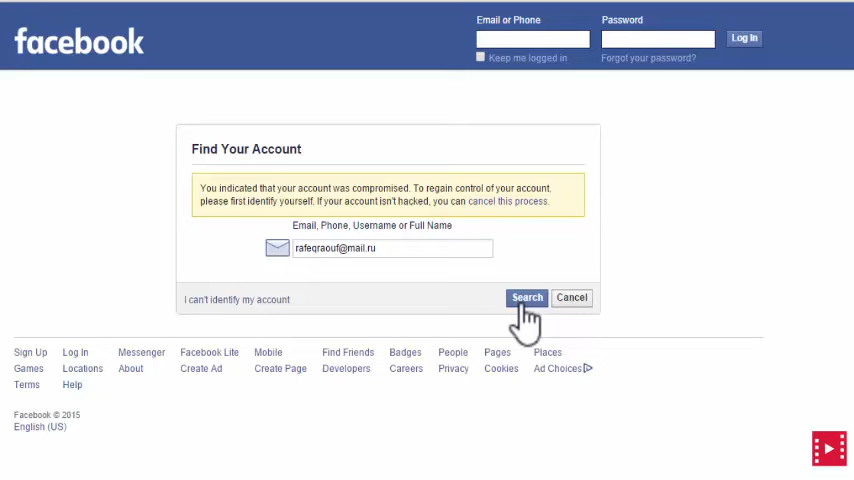 facebook
Email or Phone
Password
Log In
Keep me logged in
Forgot your password?
Find Your Account
You indicated that your account was compromised. To regain control of your account,
please first identify yourself. If your account isn't hacked, you can cancel this process.
Email, Phone, Username or Full Name
rafeqraouf@mail.ru
I can't identify my account
Search
Cancel
Sign Up Log In Messenger Facebook Lite Mobile Find Friends Badges People Pages Places
Games Locations About Create Ad Create Page Developers Careers Privacy Cookies Ad Choices
Terms Help
Facebook © 2015
English (US)